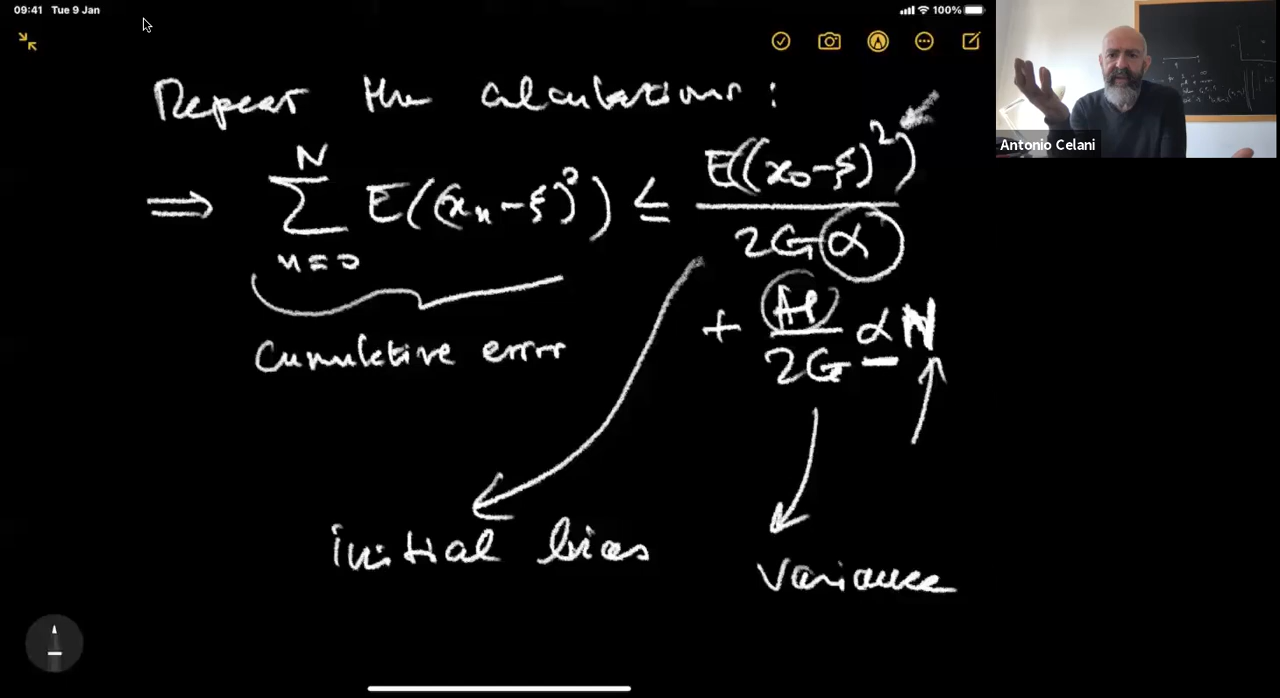 09:41 Tue 9 Jan
100%
Antonio Celani
Repeat the calculations:
⟹ ∑_{n=0}^{N} E((x_n-ξ)²) ≤ E((x_0-ξ)²) / 2Gα
+ H/2G α N
cumulative error
initial bias
variance